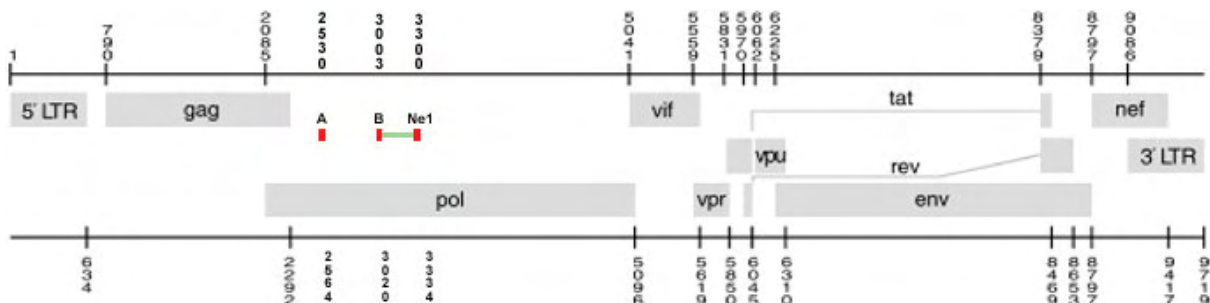 1 790 2085 2530 3003 3300 5041 5559 5831 5970 6062 6225 8379 8797 9086
5′ LTR gag vif tat nef
A B Ne1
vpu rev 3′ LTR
pol vpr env
634 2292 2564 3020 3334 5096 5619 5850 6045 6310 8469 8653 8797 9417 9719